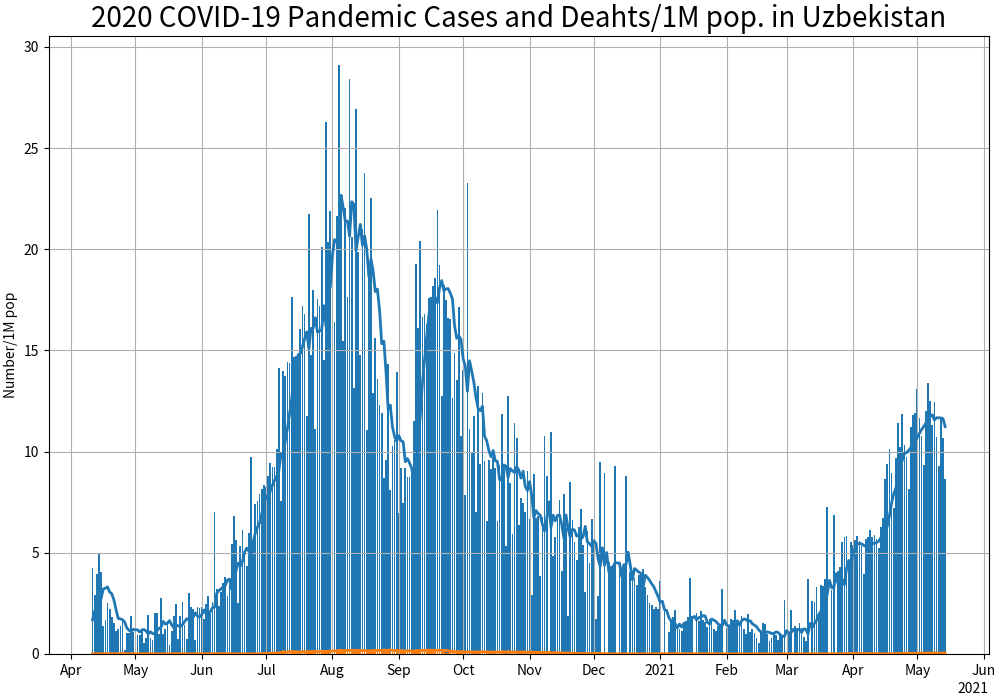 2020 COVID-19 Pandemic Cases and Deahts/1M pop. in Uzbekistan
Number/1M pop
30
25
20
15
10
5
0
Apr May Jun Jul Aug Sep Oct Nov Dec 2021 Feb Mar Apr May Jun
2021